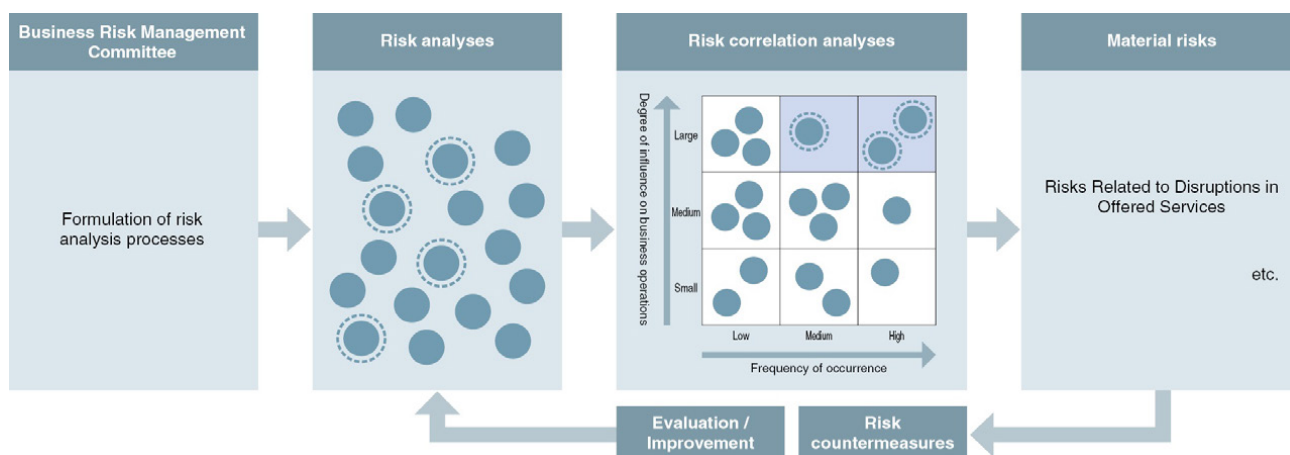 Business Risk Management
Committee
Formulation of risk
analysis processes
Risk analyses
Risk correlation analyses
Degree of influence on business operations
Large
Medium
Small
Low
Medium
High
Frequency of occurrence
Material risks
Risks Related to Disruptions in
Offered Services
etc.
Evaluation /
Improvement
Risk
countermeasures